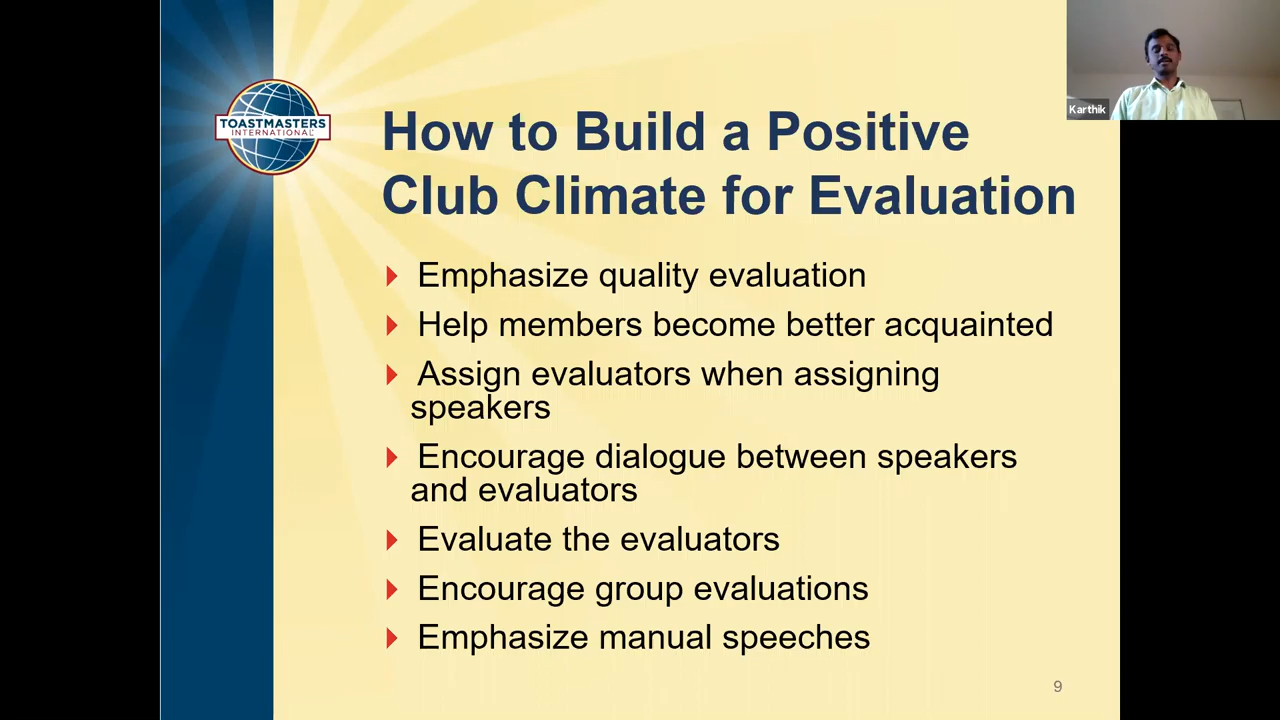 Karthik
TOASTMASTERS
INTERNATIONAL
How to Build a Positive
Club Climate for Evaluation
Emphasize quality evaluation
Help members become better acquainted
Assign evaluators when assigning
speakers
Encourage dialogue between speakers
and evaluators
Evaluate the evaluators
Encourage group evaluations
Emphasize manual speeches
9